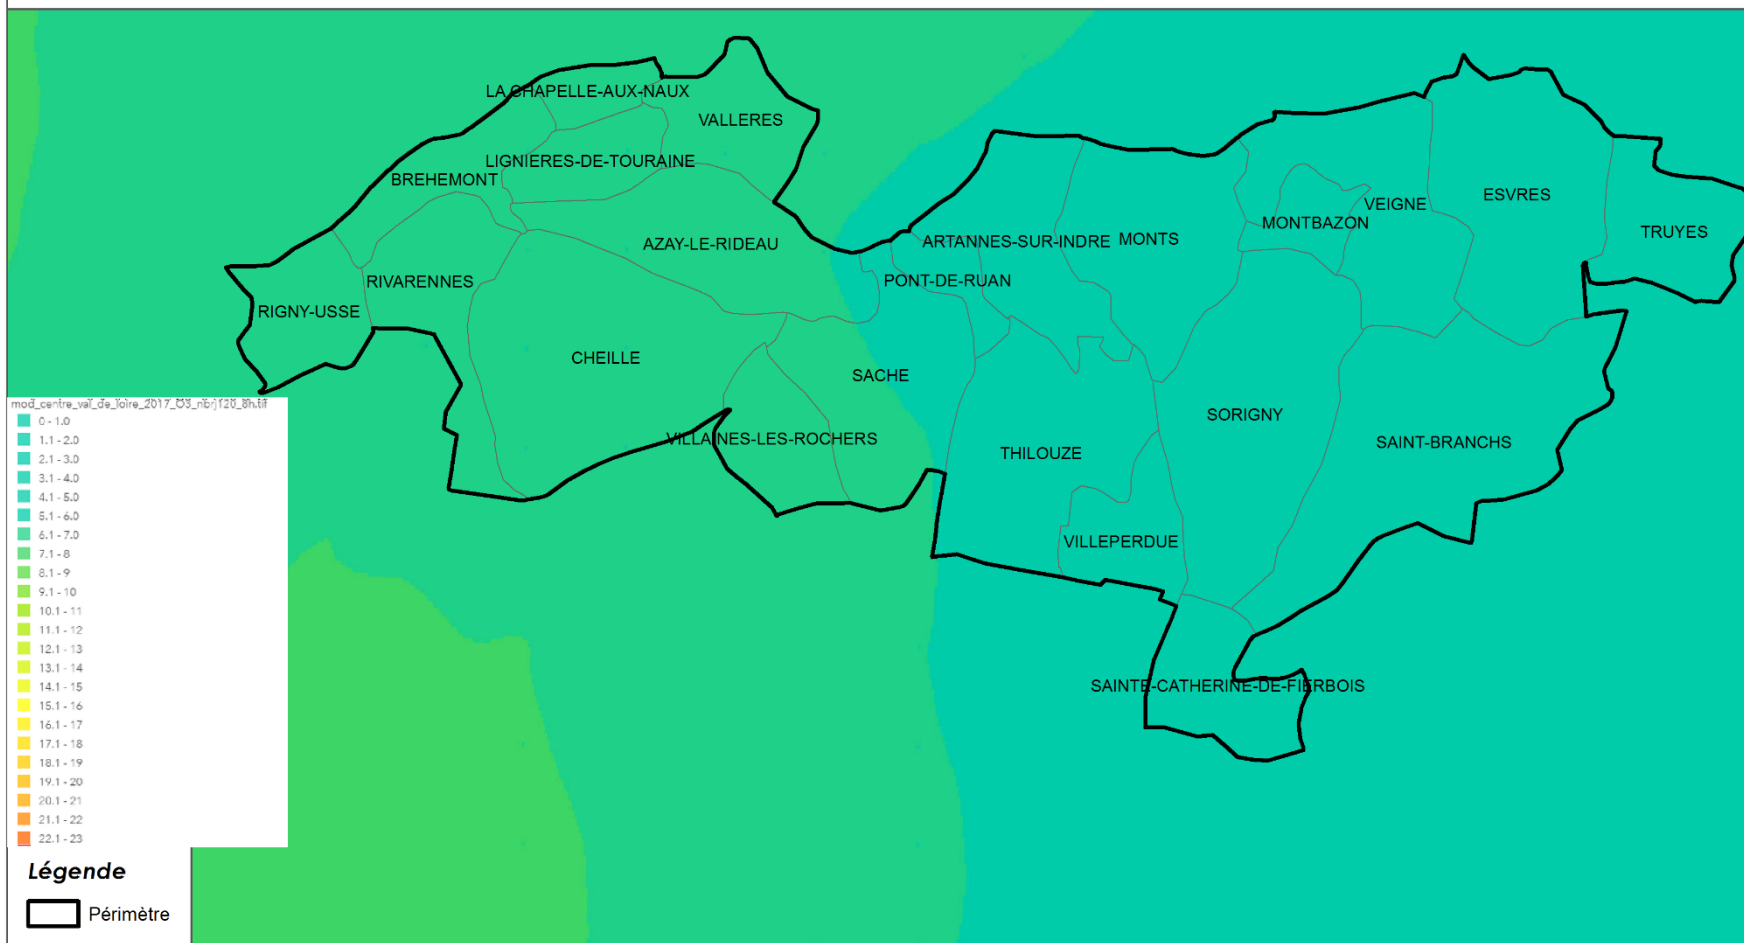 LA CHAPELLE-AUX-NAUX
VALLERES
LIGNIERES-DE-TOURAINE
BREHEMONT
ESVRES
VEIGNE
MONTBAZON
TRUYES
AZAY-LE-RIDEAU
ARTANNES-SUR-INDRE
MONTS
RIVARENNES
PONT-DE-RUAN
RIGNY-USSE
CHEILLE
SACHE
SORIGNY
VILLAINES-LES-ROCHERS
SAINT-BRANCHS
THILOUZE
VILLEPERDUE
SAINTE-CATHERINE-DE-FIERBOIS
mod_centre_val_de_loire_2017_O3_nbrj120_8h.tif
0 - 1.0
1.1 - 2.0
2.1 - 3.0
3.1 - 4.0
4.1 - 5.0
5.1 - 6.0
6.1 - 7.0
7.1 - 8
8.1 - 9
9.1 - 10
10.1 - 11
11.1 - 12
12.1 - 13
13.1 - 14
14.1 - 15
15.1 - 16
16.1 - 17
17.1 - 18
18.1 - 19
19.1 - 20
20.1 - 21
21.1 - 22
22.1 - 23
Légende
Périmètre